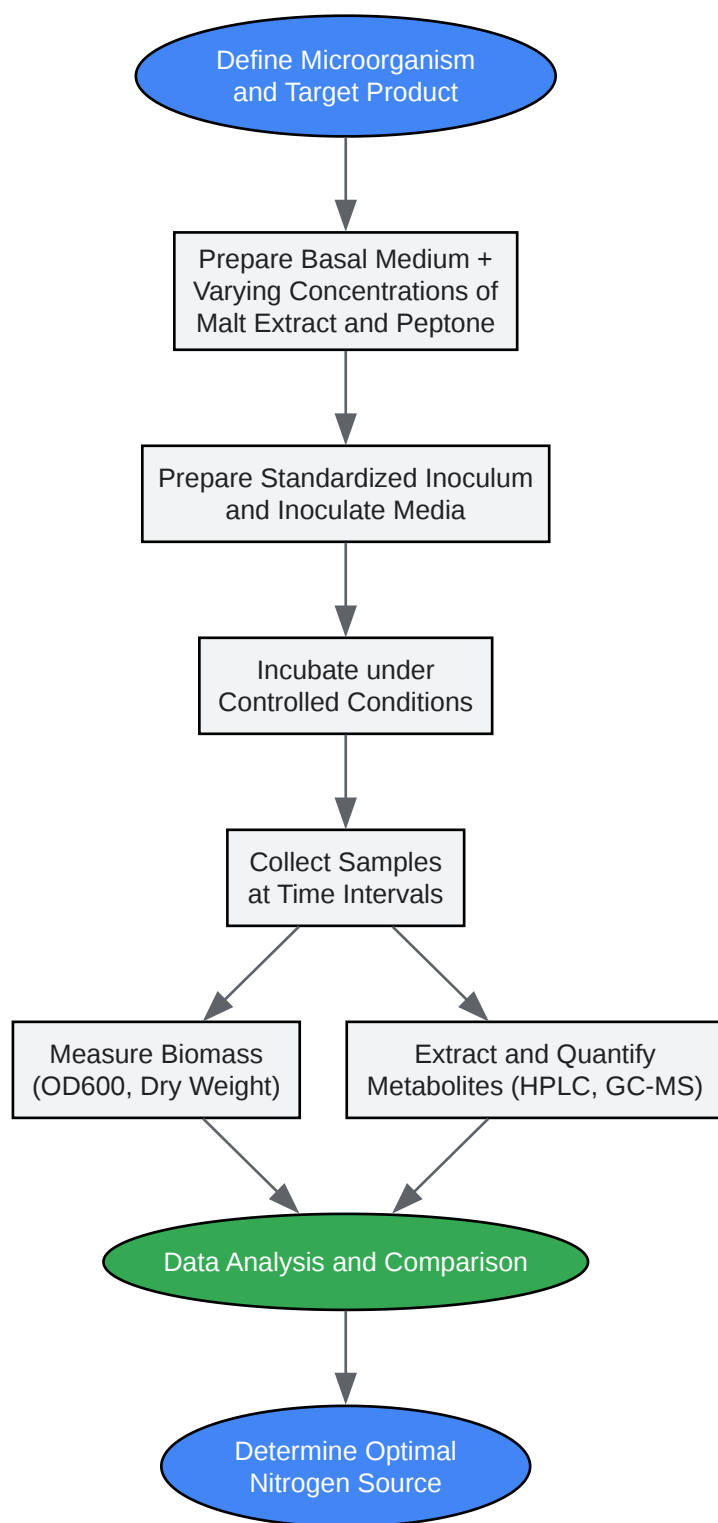 Define Microorganism
and Target Product
Prepare Basal Medium +
Varying Concentrations of
Malt Extract and Peptone
Prepare Standardized Inoculum
and Inoculate Media
Incubate under
Controlled Conditions
Collect Samples
at Time Intervals
Measure Biomass
(OD600, Dry Weight)
Extract and Quantify
Metabolites (HPLC, GC-MS)
Data Analysis and Comparison
Determine Optimal
Nitrogen Source